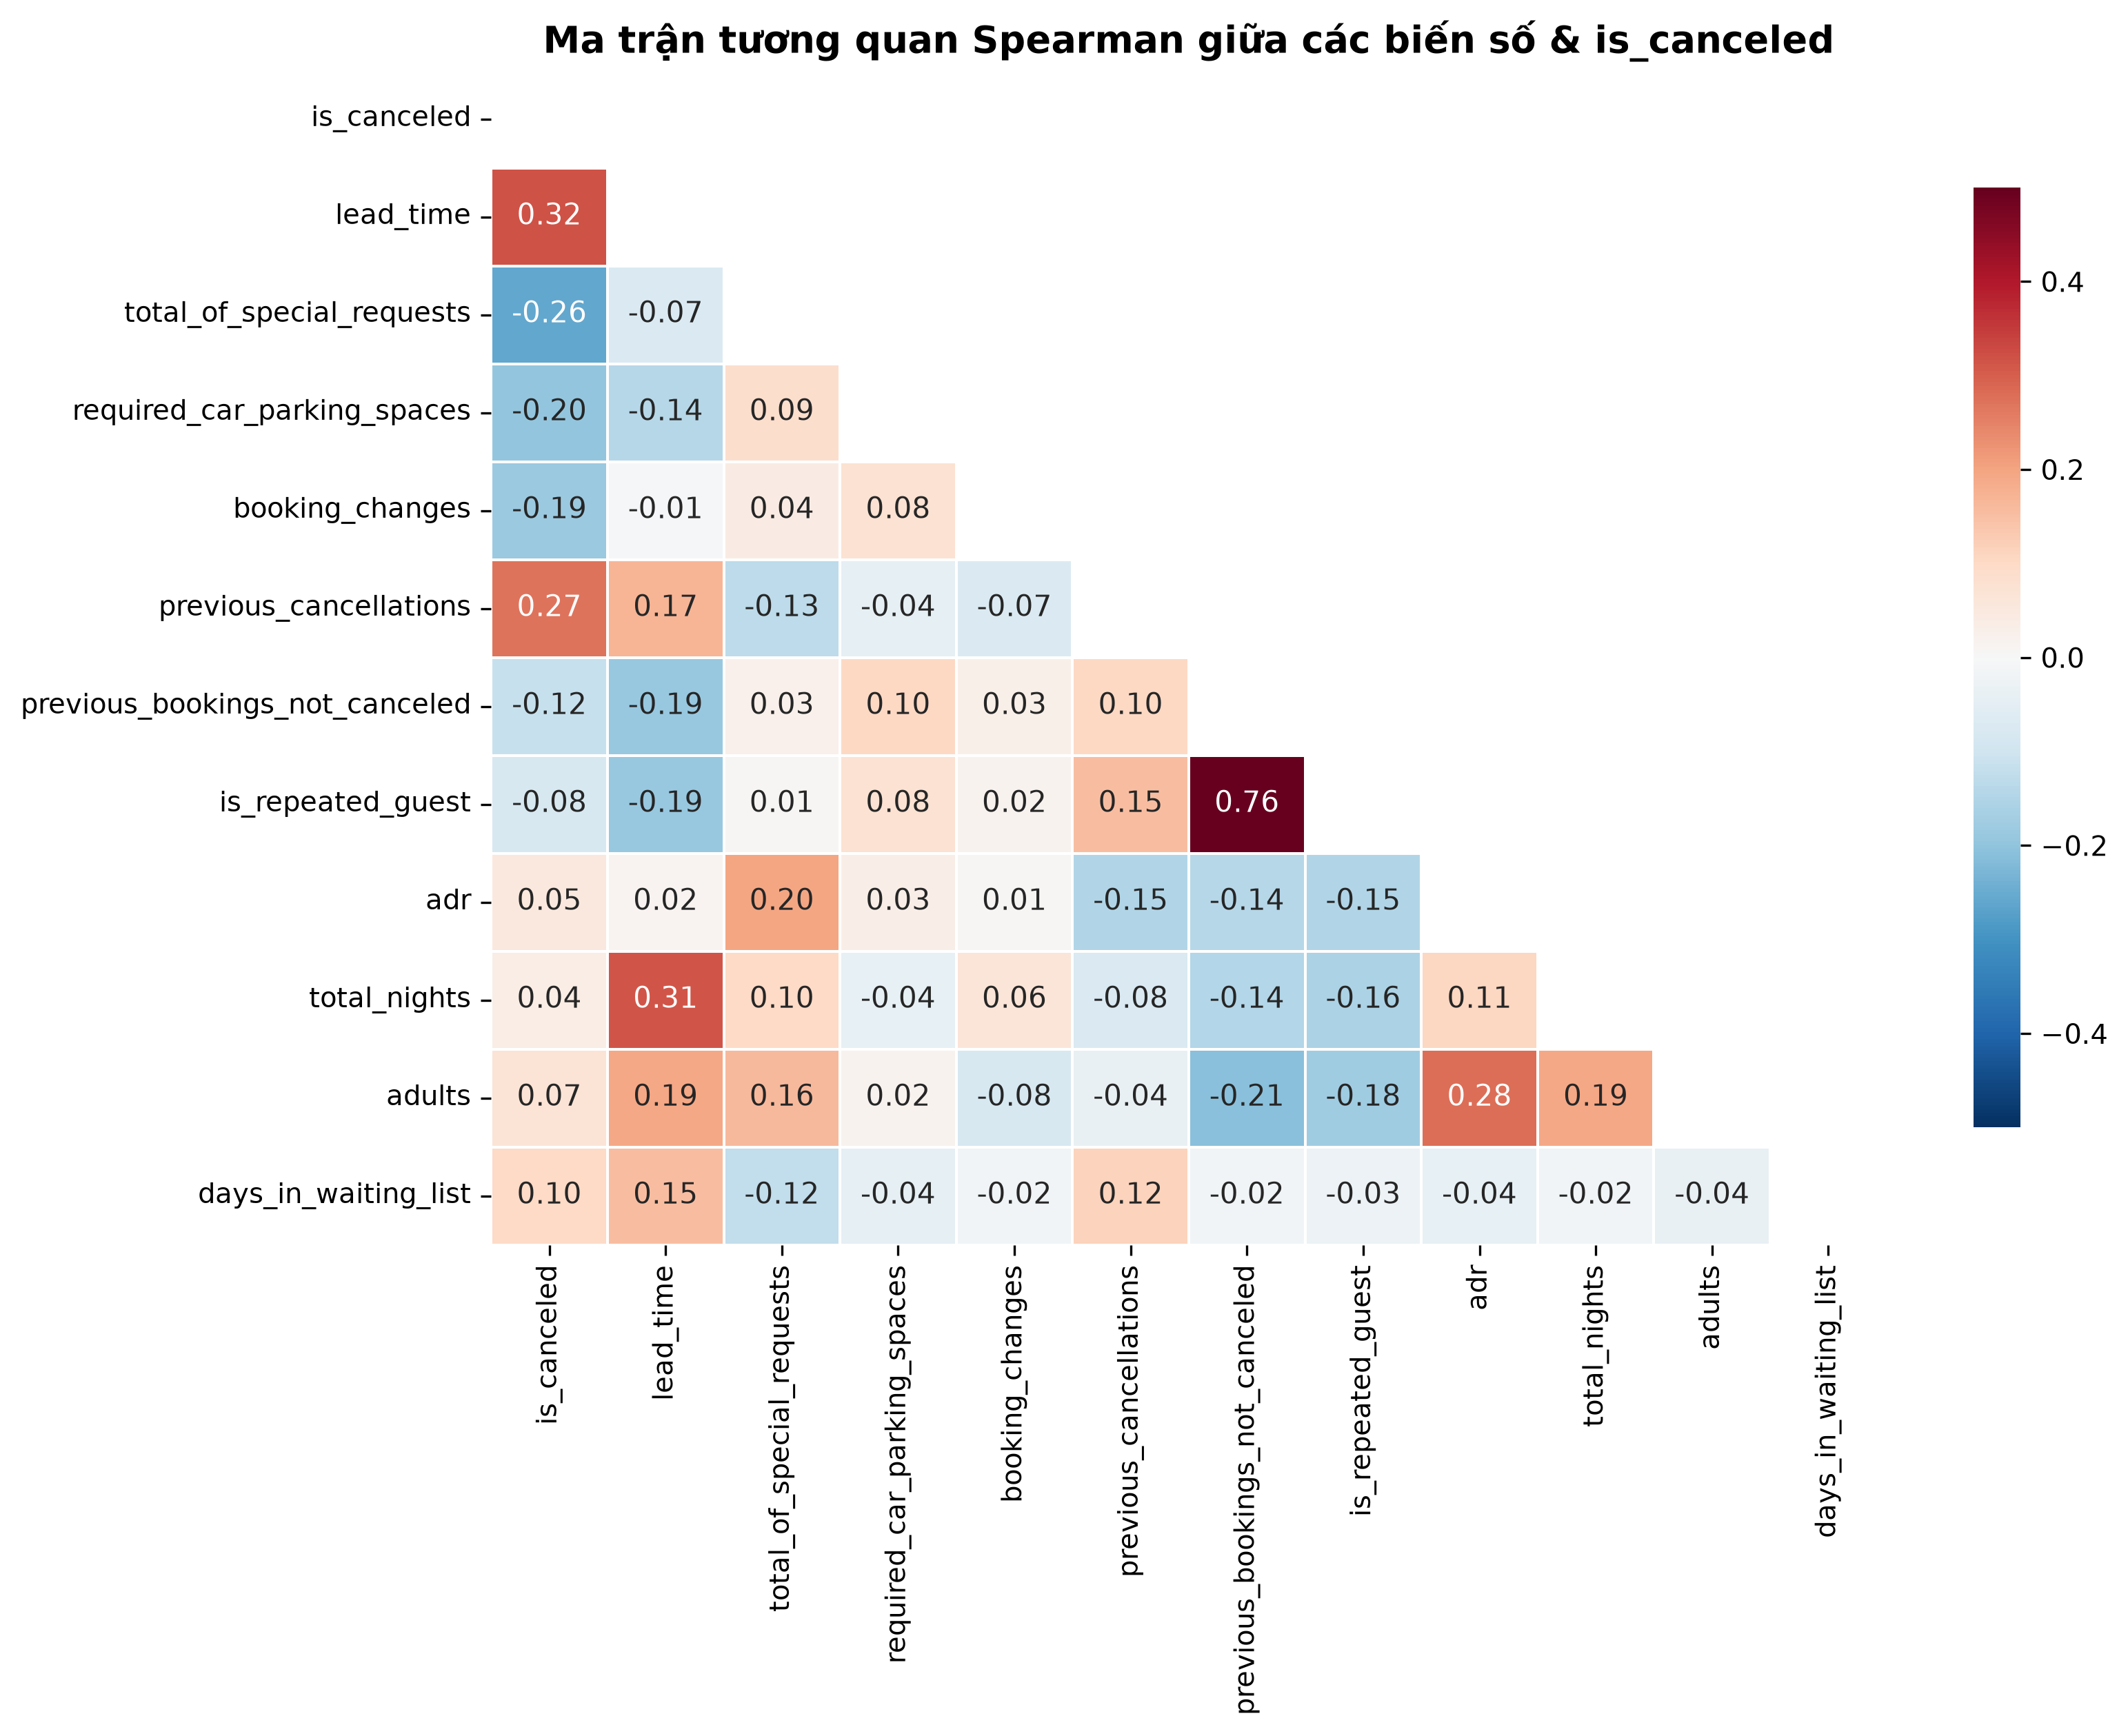 Ma trận tương quan Spearman giữa các biến số & is_canceled
is_canceled
lead_time 0.32
total_of_special_requests -0.26 -0.07
required_car_parking_spaces -0.20 -0.14 0.09
booking_changes -0.19 -0.01 0.04 0.08
previous_cancellations 0.27 0.17 -0.13 -0.04 -0.07
previous_bookings_not_canceled -0.12 -0.19 0.03 0.10 0.03 0.10
is_repeated_guest -0.08 -0.19 0.01 0.08 0.02 0.15 0.76
adr 0.05 0.02 0.20 0.03 0.01 -0.15 -0.14 -0.15
total_nights 0.04 0.31 0.10 -0.04 0.06 -0.08 -0.14 -0.16 0.11
adults 0.07 0.19 0.16 0.02 -0.08 -0.04 -0.21 -0.18 0.28 0.19
days_in_waiting_list 0.10 0.15 -0.12 -0.04 -0.02 0.12 -0.02 -0.03 -0.04 -0.02 -0.04
is_canceled
lead_time
total_of_special_requests
required_car_parking_spaces
booking_changes
previous_cancellations
previous_bookings_not_canceled
is_repeated_guest
adr
total_nights
adults
days_in_waiting_list
0.4
0.2
0.0
−0.2
−0.4